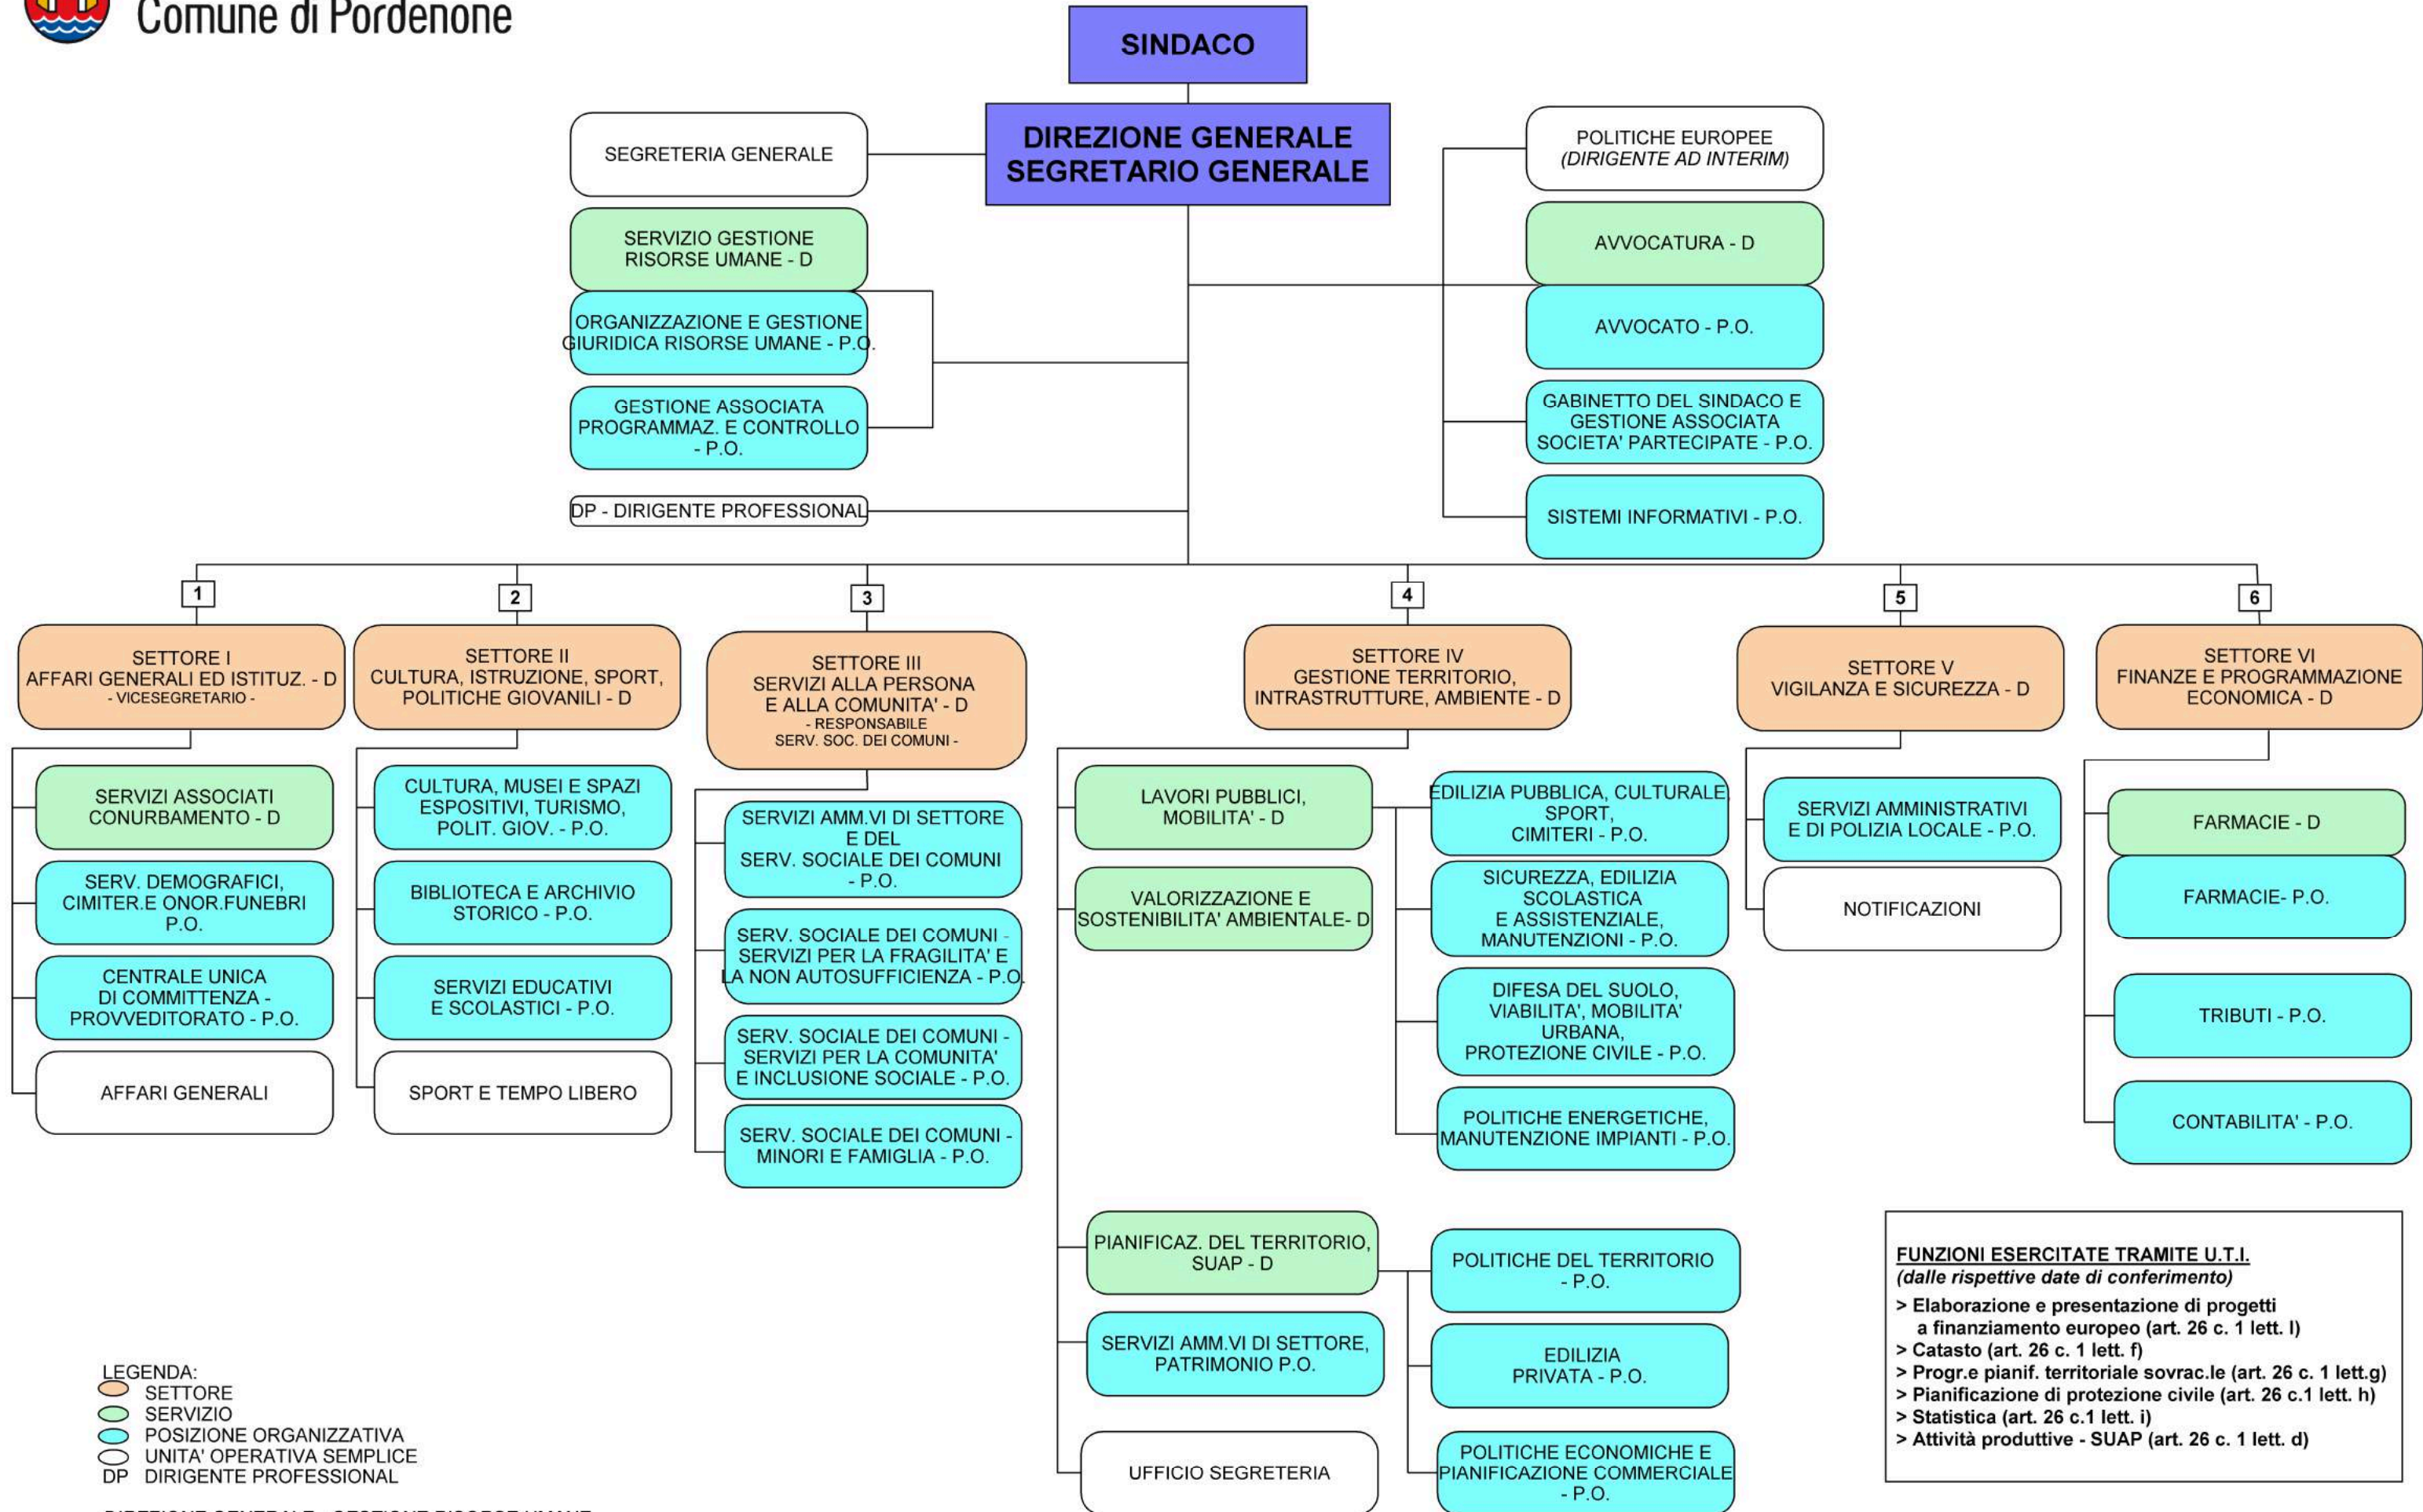 Comune di Pordenone
SINDACO
DIREZIONE GENERALE
SEGRETARIO GENERALE
SEGRETERIA GENERALE
SERVIZIO GESTIONE
RISORSE UMANE - D
ORGANIZZAZIONE E GESTIONE
GIURIDICA RISORSE UMANE - P.O.
GESTIONE ASSOCIATA
PROGRAMMAZ. E CONTROLLO
- P.O.
DP - DIRIGENTE PROFESSIONAL
POLITICHE EUROPEE
(DIRIGENTE AD INTERIM)
AVVOCATURA - D
AVVOCATO - P.O.
GABINETTO DEL SINDACO E
GESTIONE ASSOCIATA
SOCIETA' PARTECIPATE - P.O.
SISTEMI INFORMATIVI - P.O.
1
SETTORE I
AFFARI GENERALI ED ISTITUZ. - D
- VICESEGRETARIO -
SERVIZI ASSOCIATI
CONURBAMENTO - D
SERV. DEMOGRAFICI,
CIMITER.E ONOR.FUNEBRI
P.O.
CENTRALE UNICA
DI COMMITTENZA -
PROVVEDITORATO - P.O.
AFFARI GENERALI
2
SETTORE II
CULTURA, ISTRUZIONE, SPORT,
POLITICHE GIOVANILI - D
CULTURA, MUSEI E SPAZI
ESPOSITIVI, TURISMO,
POLIT. GIOV. - P.O.
BIBLIOTECA E ARCHIVIO
STORICO - P.O.
SERVIZI EDUCATIVI
E SCOLASTICI - P.O.
SPORT E TEMPO LIBERO
3
SETTORE III
SERVIZI ALLA PERSONA
E ALLA COMUNITA' - D
- RESPONSABILE
SERV. SOC. DEI COMUNI -
SERVIZI AMM.VI DI SETTORE
E DEL
SERV. SOCIALE DEI COMUNI
- P.O.
SERV. SOCIALE DEI COMUNI -
SERVIZI PER LA FRAGILITA' E
LA NON AUTOSUFFICIENZA - P.O.
SERV. SOCIALE DEI COMUNI -
SERVIZI PER LA COMUNITA'
E INCLUSIONE SOCIALE - P.O.
SERV. SOCIALE DEI COMUNI -
MINORI E FAMIGLIA - P.O.
4
SETTORE IV
GESTIONE TERRITORIO,
INTRASTRUTTURE, AMBIENTE - D
LAVORI PUBBLICI,
MOBILITA' - D
VALORIZZAZIONE E
SOSTENIBILITA' AMBIENTALE- D
EDILIZIA PUBBLICA, CULTURALE,
SPORT,
CIMITERI - P.O.
SICUREZZA, EDILIZIA
SCOLASTICA
E ASSISTENZIALE,
MANUTENZIONI - P.O.
DIFESA DEL SUOLO,
VIABILITA', MOBILITA'
URBANA,
PROTEZIONE CIVILE - P.O.
POLITICHE ENERGETICHE,
MANUTENZIONE IMPIANTI - P.O.
PIANIFICAZ. DEL TERRITORIO,
SUAP - D
SERVIZI AMM.VI DI SETTORE,
PATRIMONIO P.O.
UFFICIO SEGRETERIA
POLITICHE DEL TERRITORIO
- P.O.
EDILIZIA
PRIVATA - P.O.
POLITICHE ECONOMICHE E
PIANIFICAZIONE COMMERCIALE
- P.O.
5
SETTORE V
VIGILANZA E SICUREZZA - D
SERVIZI AMMINISTRATIVI
E DI POLIZIA LOCALE - P.O.
NOTIFICAZIONI
6
SETTORE VI
FINANZE E PROGRAMMAZIONE
ECONOMICA - D
FARMACIE - D
FARMACIE- P.O.
TRIBUTI - P.O.
CONTABILITA' - P.O.
FUNZIONI ESERCITATE TRAMITE U.T.I.
(dalle rispettive date di conferimento)
> Elaborazione e presentazione di progetti
a finanziamento europeo (art. 26 c. 1 lett. l)
> Catasto (art. 26 c. 1 lett. f)
> Progr.e pianif. territoriale sovrac.le (art. 26 c. 1 lett.g)
> Pianificazione di protezione civile (art. 26 c.1 lett. h)
> Statistica (art. 26 c.1 lett. i)
> Attività produttive - SUAP (art. 26 c. 1 lett. d)
LEGENDA:
SETTORE
SERVIZIO
POSIZIONE ORGANIZZATIVA
UNITA' OPERATIVA SEMPLICE
DP DIRIGENTE PROFESSIONAL